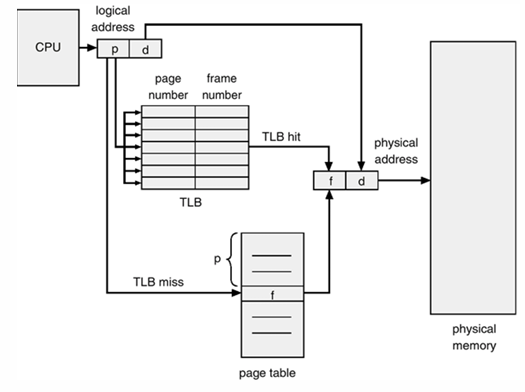 logical
address
CPU
p d
page
number
frame
number
TLB hit
physical
address
f d
TLB
p
TLB miss
f
physical
memory
page table